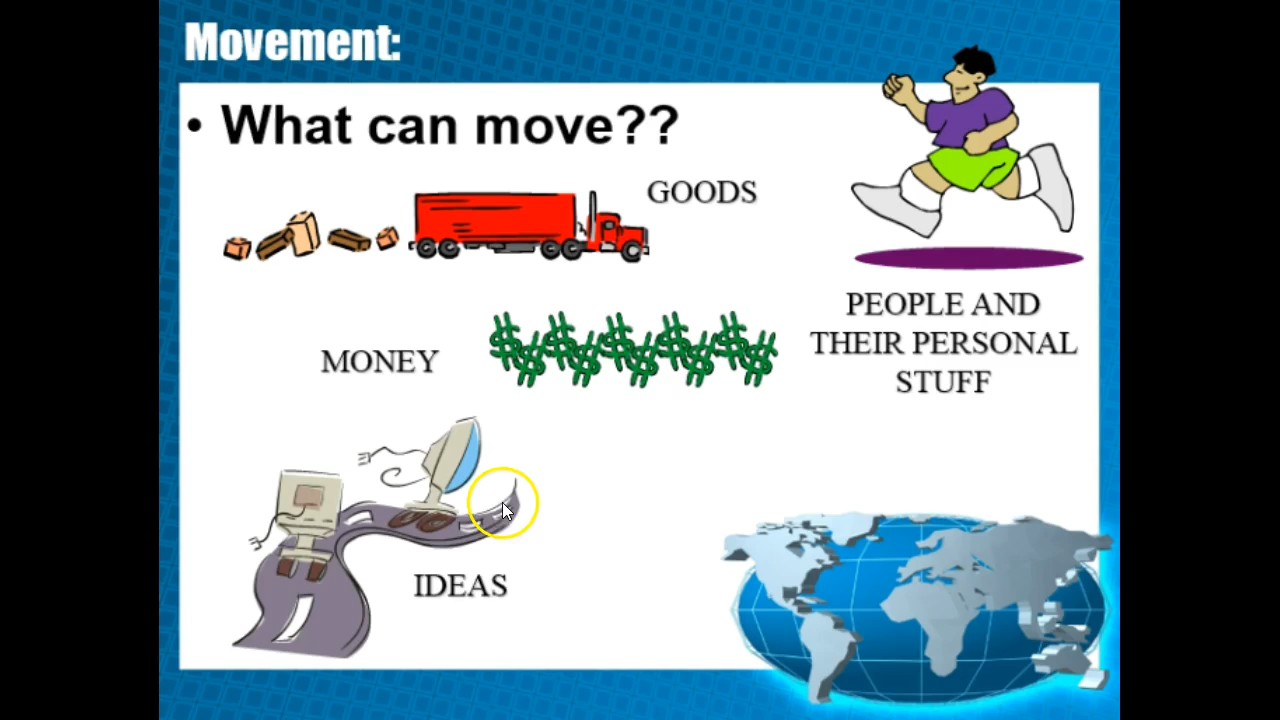 Movement:
• What can move??
GOODS
PEOPLE AND
THEIR PERSONAL
STUFF
MONEY
$$$$$$$$$$
IDEAS